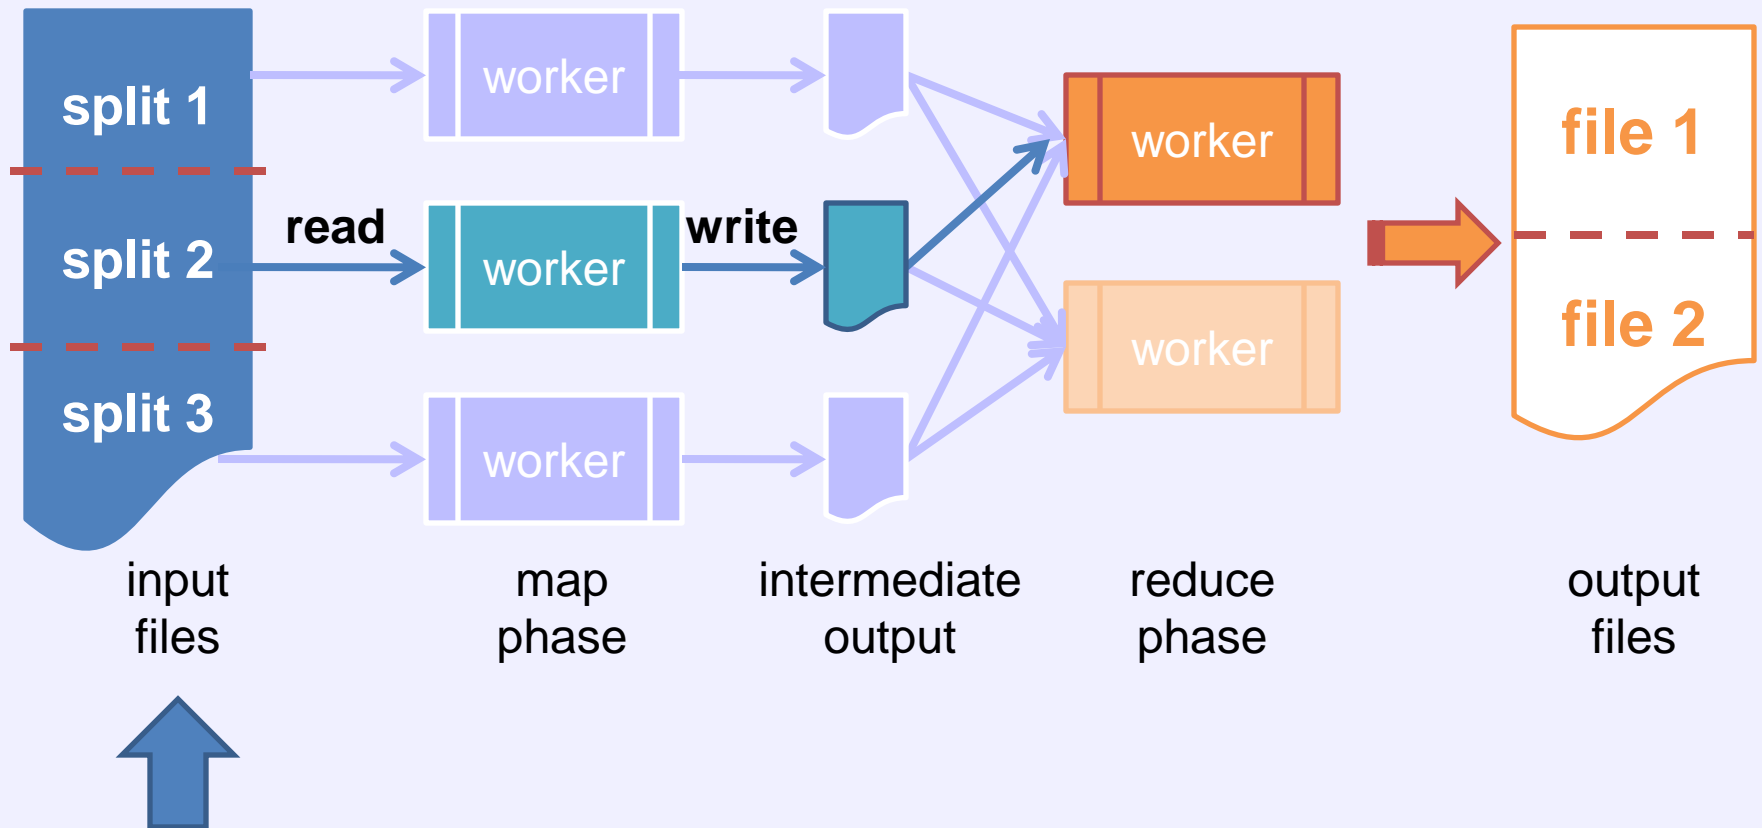 split 1
split 2
split 3
read
write
worker
worker
worker
worker
worker
file 1
file 2
input
files
map
phase
intermediate
output
reduce
phase
output
files